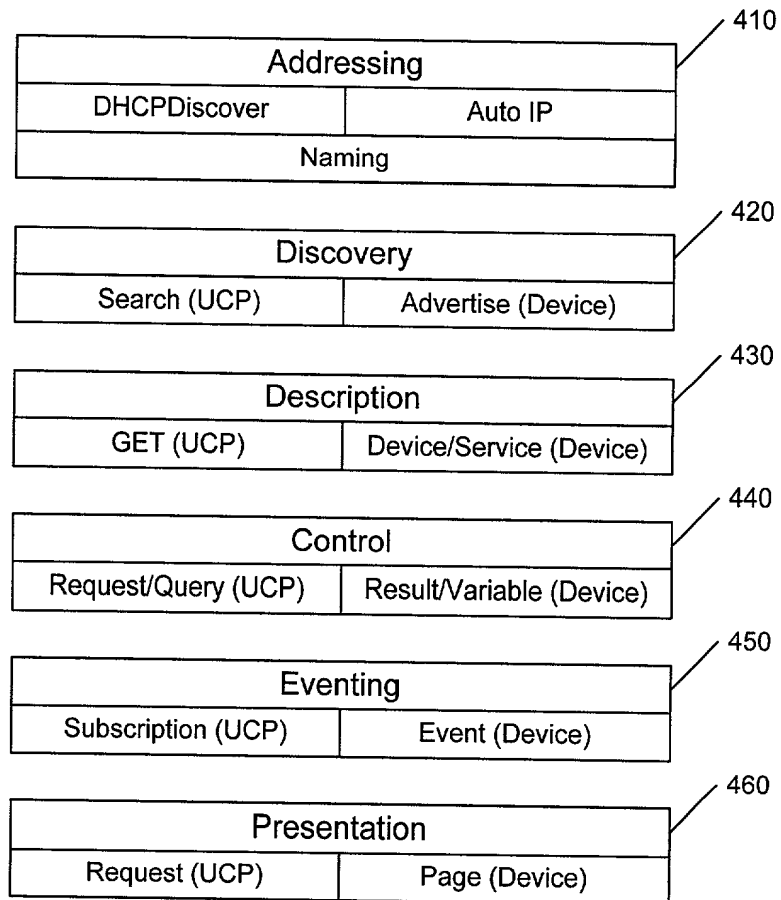 410
Addressing
DHCPDiscover Auto IP
Naming
420
Discovery
Search (UCP) Advertise (Device)
430
Description
GET (UCP) Device/Service (Device)
440
Control
Request/Query (UCP) Result/Variable (Device)
450
Eventing
Subscription (UCP) Event (Device)
460
Presentation
Request (UCP) Page (Device)